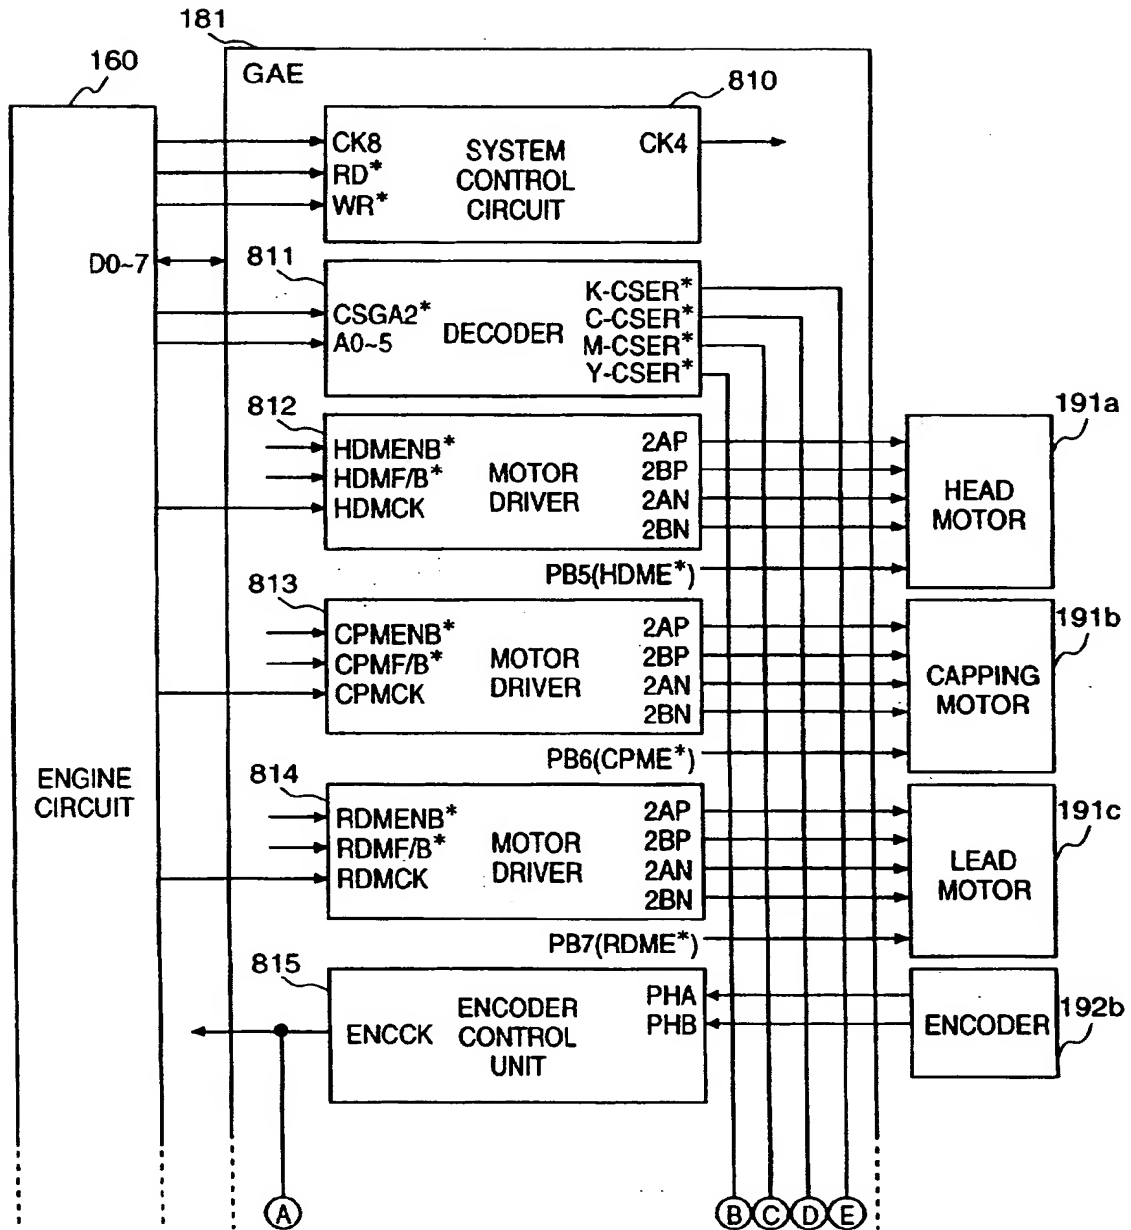 181
160
GAE
810
CK8
RD*
WR*
SYSTEM
CONTROL
CIRCUIT
CK4
D0~7
811
CSGA2*
A0~5
DECODER
K-CSER*
C-CSER*
M-CSER*
Y-CSER*
812
HDMENB*
HDMF/B*
HDMCK
MOTOR
DRIVER
2AP
2BP
2AN
2BN
191a
HEAD
MOTOR
PB5(HDME*)
813
CPMENB*
CPMF/B*
CPMCK
MOTOR
DRIVER
2AP
2BP
2AN
2BN
191b
CAPPING
MOTOR
PB6(CPME*)
ENGINE
CIRCUIT
814
RDMENB*
RDMF/B*
RDMCK
MOTOR
DRIVER
2AP
2BP
2AN
2BN
191c
LEAD
MOTOR
PB7(RDME*)
815
ENCCK
ENCODER
CONTROL
UNIT
PHA
PHB
ENCODER
192b
A
B
C
D
E